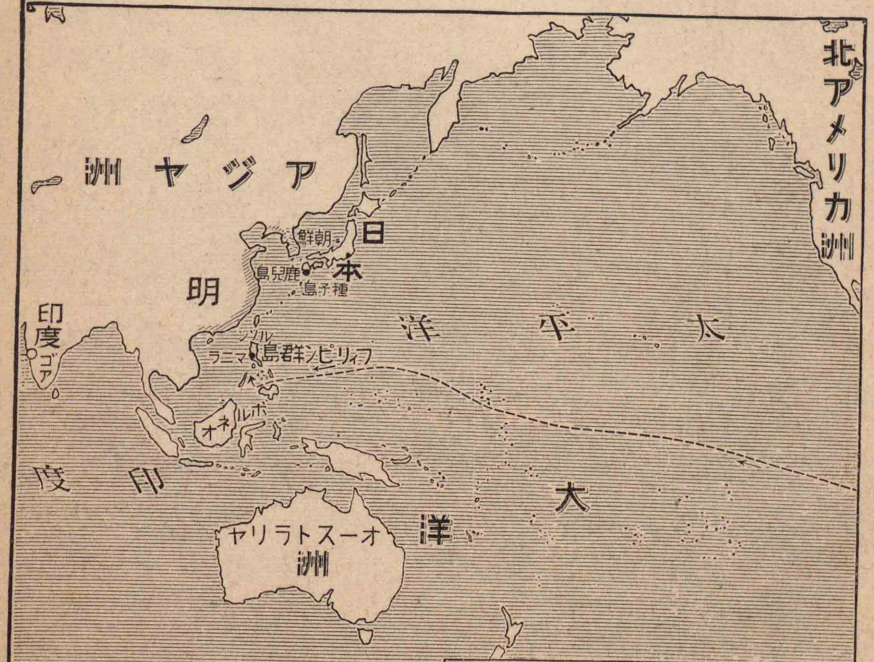 北アメリカ洲
アジヤ洲
日本
朝鮮
鹿兒島
種子島
明
印度
ゴア
太平洋
ルソン
マニラ
フィリピン群島
ボルネオ
印度
大洋洲
オーストラリヤ